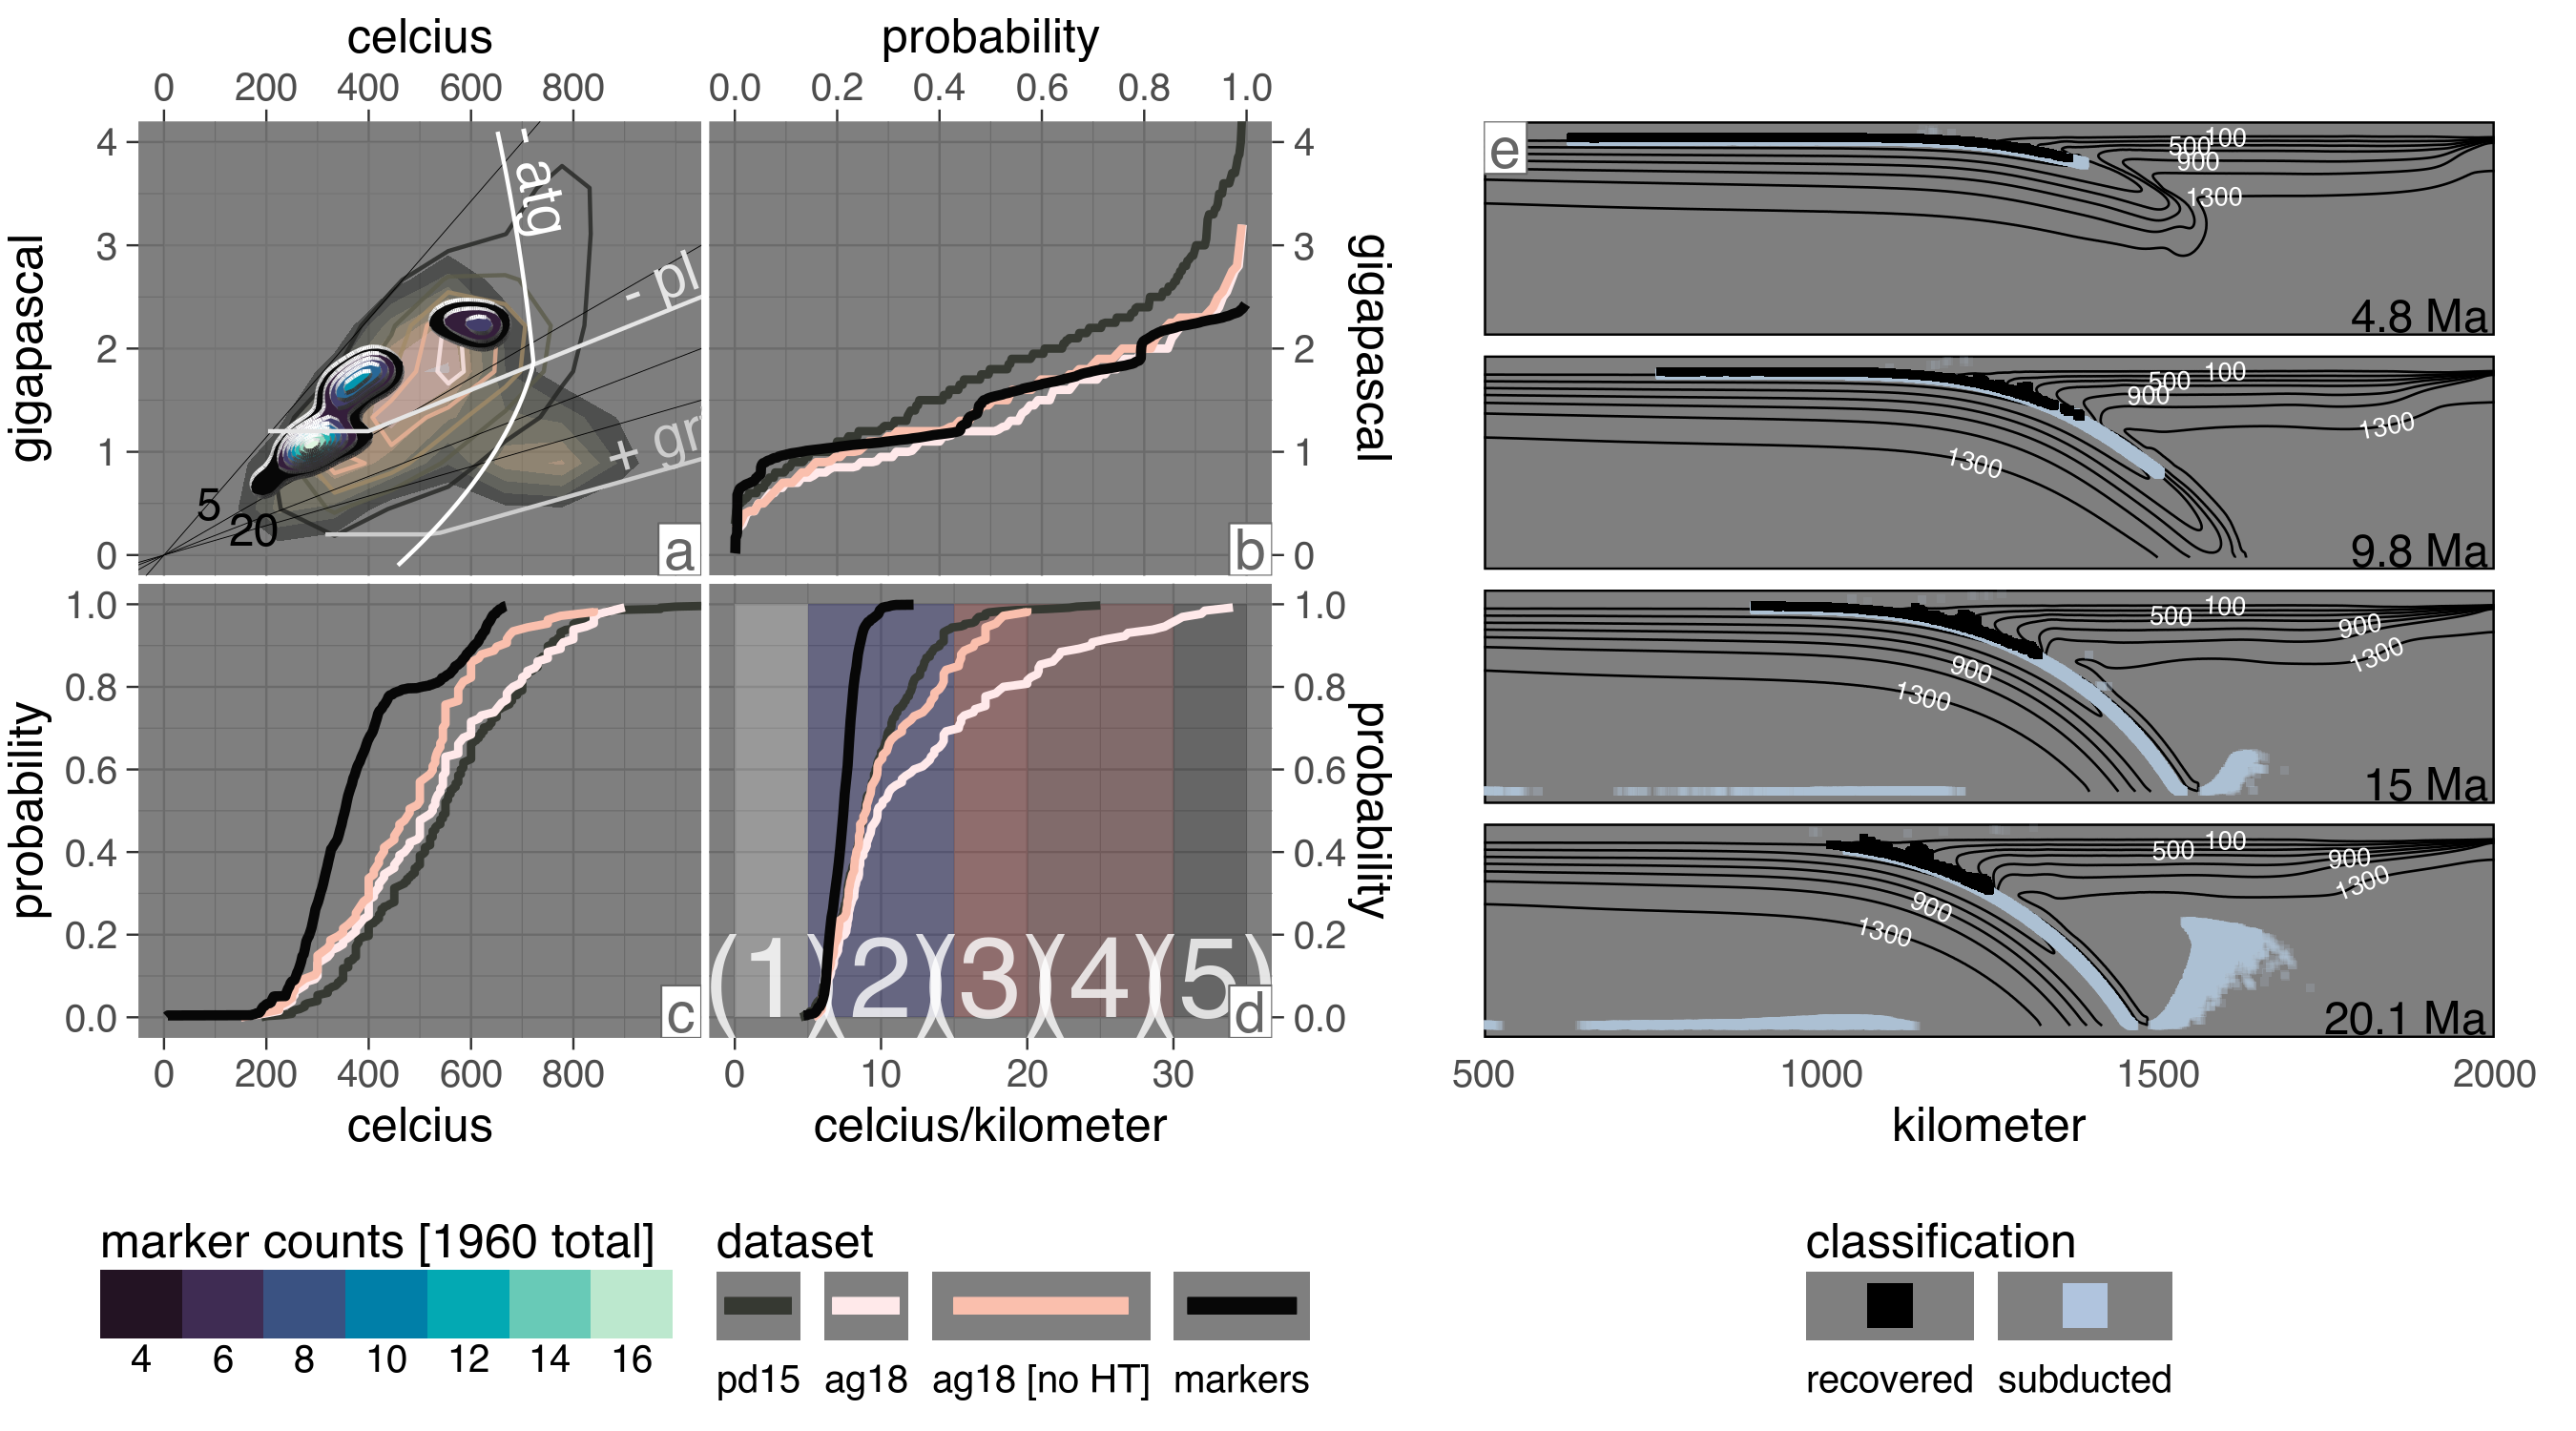 celcius
probability
0 200 400 600 800
0.0 0.2 0.4 0.6 0.8 1.0
gigapascal
4
3
2
1
0
- atg
- pl
+ gr
5
20
a
b
4
3
2
1
0
gigapascal
probability
1.0
0.8
0.6
0.4
0.2
0.0
c
(1)(2)(3)(4)(5)
d
1.0
0.8
0.6
0.4
0.2
0.0
probability
0 200 400 600 800
0 10 20 30
celcius
celcius/kilometer
e
100
500
900
1300
4.8 Ma
100
500
900
1300
1300
9.8 Ma
100
500
900
1300
900
1300
15 Ma
100
500
900
1300
900
1300
20.1 Ma
500 1000 1500 2000
kilometer
marker counts [1960 total]
4 6 8 10 12 14 16
dataset
pd15 ag18 ag18 [no HT] markers
classification
recovered subducted